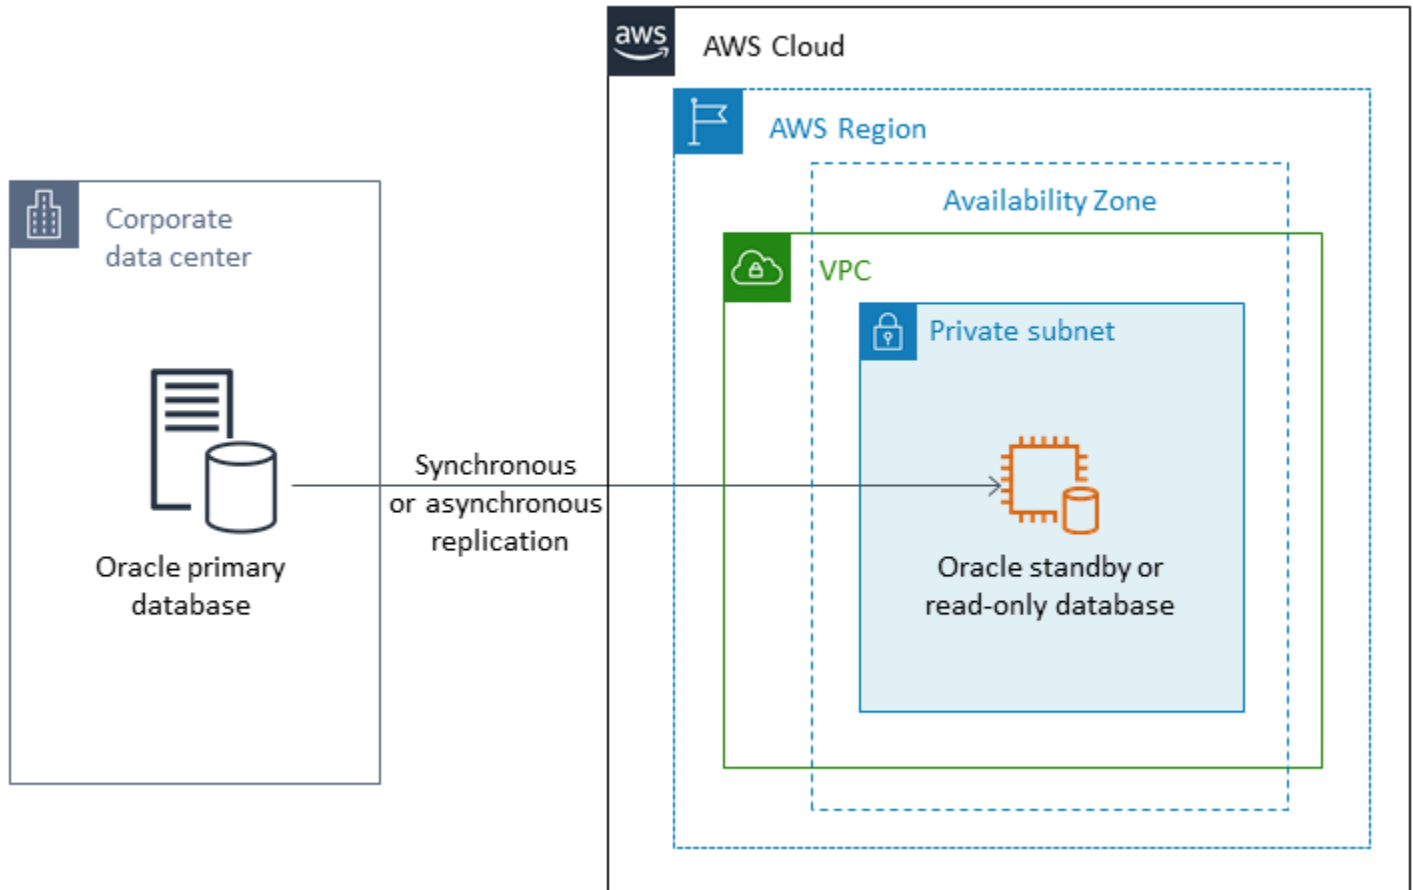 aws
AWS Cloud
AWS Region
Availability Zone
VPC
Private subnet
Corporate
data center
Synchronous
or asynchronous
replication
Oracle primary
database
Oracle standby or
read-only database